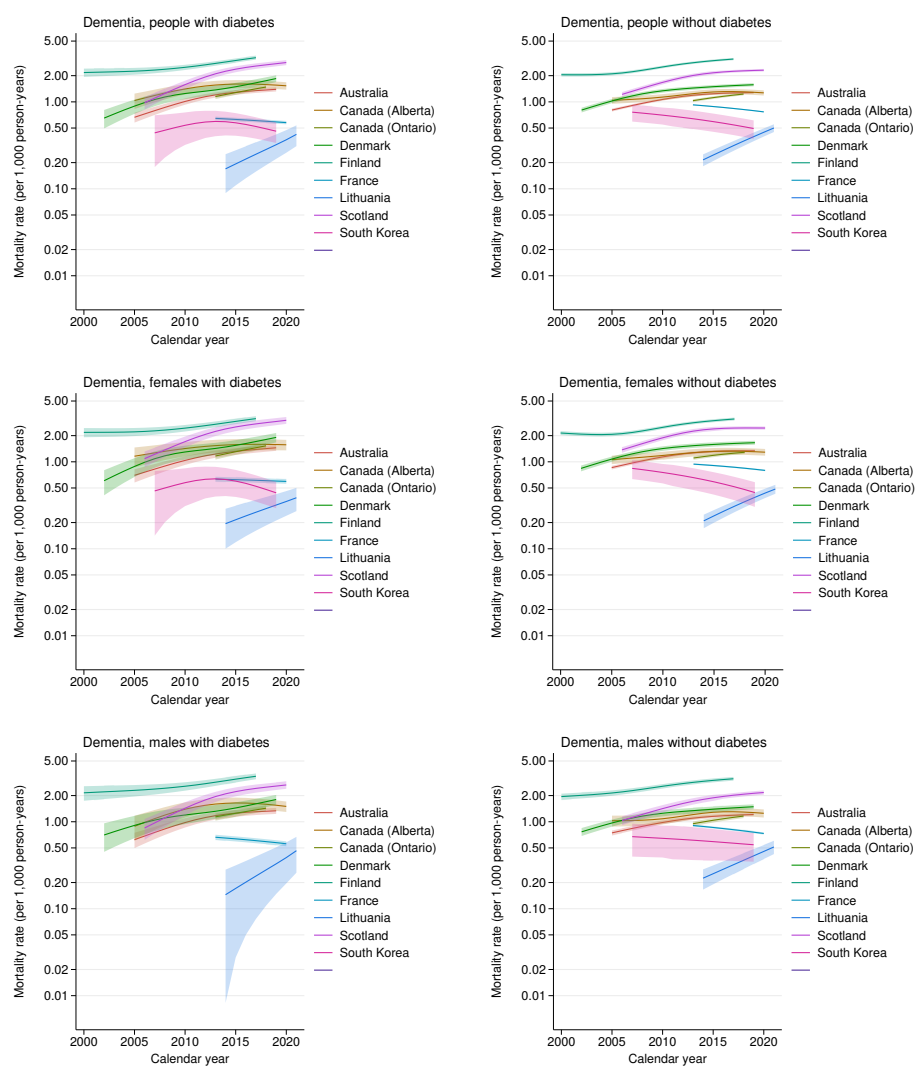 Dementia, people with diabetes
Mortality rate (per 1,000 person-years)
5.00
2.00
1.00
0.50
0.20
0.10
0.05
0.02
0.01
2000 2005 2010 2015 2020
Calendar year
Australia
Canada (Alberta)
Canada (Ontario)
Denmark
Finland
France
Lithuania
Scotland
South Korea
Dementia, people without diabetes
Mortality rate (per 1,000 person-years)
5.00
2.00
1.00
0.50
0.20
0.10
0.05
0.02
0.01
2000 2005 2010 2015 2020
Calendar year
Australia
Canada (Alberta)
Canada (Ontario)
Denmark
Finland
France
Lithuania
Scotland
South Korea
Dementia, females with diabetes
Mortality rate (per 1,000 person-years)
5.00
2.00
1.00
0.50
0.20
0.10
0.05
0.02
0.01
2000 2005 2010 2015 2020
Calendar year
Australia
Canada (Alberta)
Canada (Ontario)
Denmark
Finland
France
Lithuania
Scotland
South Korea
Dementia, females without diabetes
Mortality rate (per 1,000 person-years)
5.00
2.00
1.00
0.50
0.20
0.10
0.05
0.02
0.01
2000 2005 2010 2015 2020
Calendar year
Australia
Canada (Alberta)
Canada (Ontario)
Denmark
Finland
France
Lithuania
Scotland
South Korea
Dementia, males with diabetes
Mortality rate (per 1,000 person-years)
5.00
2.00
1.00
0.50
0.20
0.10
0.05
0.02
0.01
2000 2005 2010 2015 2020
Calendar year
Australia
Canada (Alberta)
Canada (Ontario)
Denmark
Finland
France
Lithuania
Scotland
South Korea
Dementia, males without diabetes
Mortality rate (per 1,000 person-years)
5.00
2.00
1.00
0.50
0.20
0.10
0.05
0.02
0.01
2000 2005 2010 2015 2020
Calendar year
Australia
Canada (Alberta)
Canada (Ontario)
Denmark
Finland
France
Lithuania
Scotland
South Korea